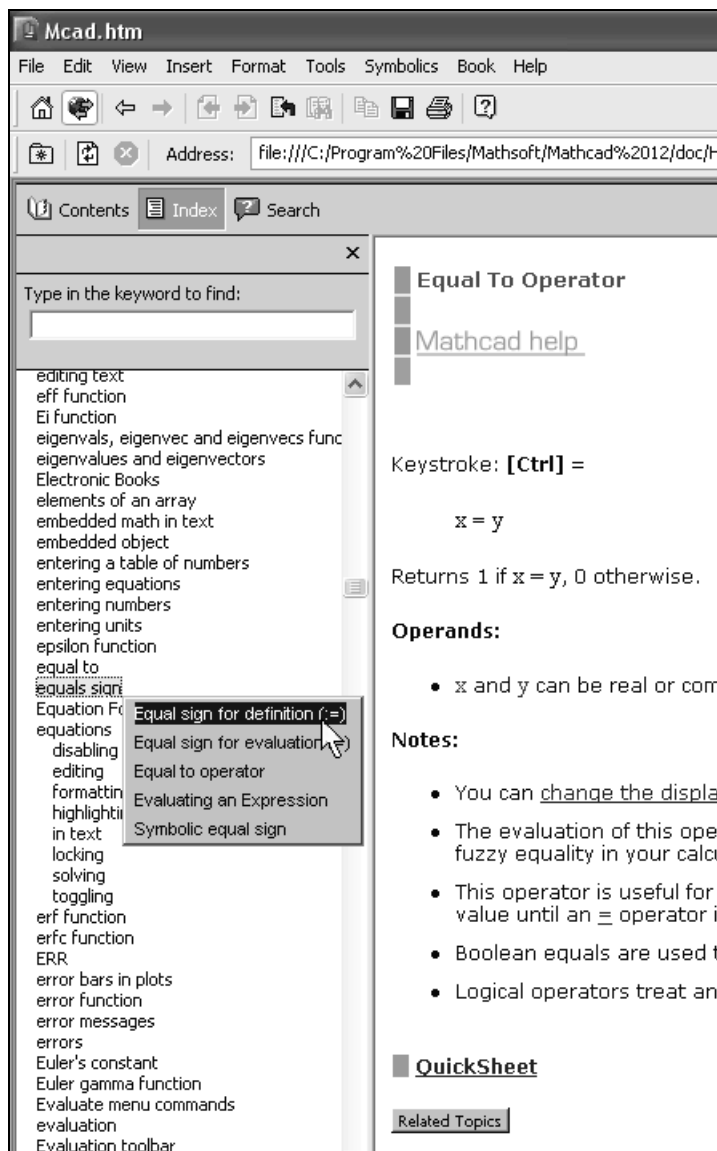 Mcad.htm
File Edit View Insert Format Tools Symbolics Book Help
Address: file:///C:/Program%20Files/Mathsoft/Mathcad%2012/doc/H
Contents Index Search
Type in the keyword to find:
editing text
eff function
Ei function
eigenvals, eigenvec and eigenvecs func
eigenvalues and eigenvectors
Electronic Books
elements of an array
embedded math in text
embedded object
entering a table of numbers
entering equations
entering numbers
entering units
epsilon function
equal to
equals sign
Equation Fo
equations
disabling
editing
formattin
highlighti
in text
locking
solving
toggling
erf function
erfc function
ERR
error bars in plots
error function
error messages
errors
Euler's constant
Euler gamma function
Evaluate menu commands
evaluation
Evaluation toolbar
Equal sign for definition (:=)
Equal sign for evaluation =)
Equal to operator
Evaluating an Expression
Symbolic equal sign
Equal To Operator
Mathcad help
Keystroke: [Ctrl] =
x = y
Returns 1 if x = y, 0 otherwise.
Operands:
• x and y can be real or com
Notes:
• You can change the displa
• The evaluation of this ope
fuzzy equality in your calcu
• This operator is useful for
value until an = operator i
• Boolean equals are used t
• Logical operators treat an
QuickSheet
Related Topics